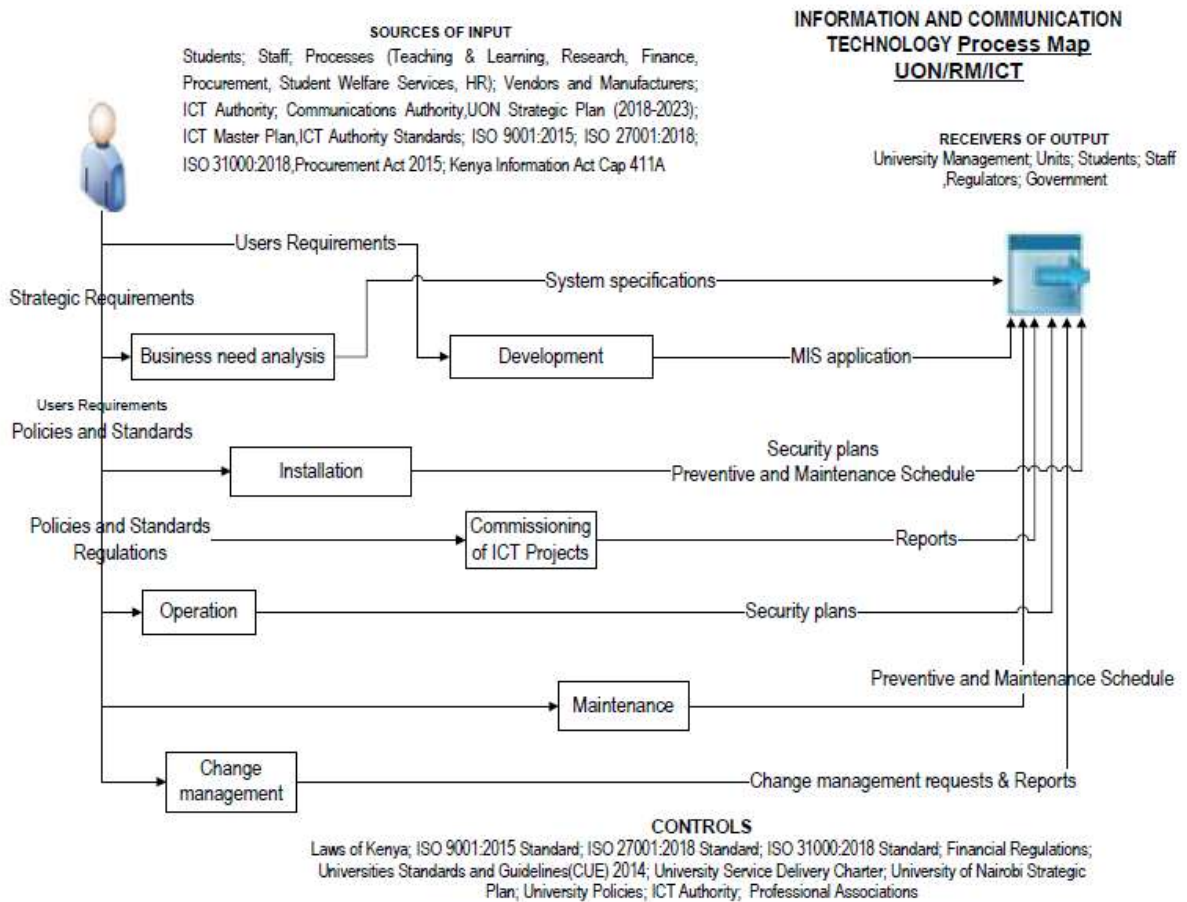 INFORMATION AND COMMUNICATION
TECHNOLOGY Process Map
UON/RM/ICT
SOURCES OF INPUT
Students; Staff; Processes (Teaching & Learning, Research, Finance,
Procurement, Student Welfare Services, HR); Vendors and Manufacturers;
ICT Authority; Communications Authority,UON Strategic Plan (2018-2023);
ICT Master Plan,ICT Authority Standards; ISO 9001:2015; ISO 27001:2018;
ISO 31000:2018,Procurement Act 2015; Kenya Information Act Cap 411A
RECEIVERS OF OUTPUT
University Management; Units; Students; Staff
,Regulators; Government
Users Requirements
System specifications
Strategic Requirements
Business need analysis
Development
MIS application
Users Requirements
Policies and Standards
Installation
Security plans
Preventive and Maintenance Schedule
Policies and Standards
Regulations
Commissioning
of ICT Projects
Reports
Operation
Security plans
Preventive and Maintenance Schedule
Maintenance
Change
management
Change management requests & Reports
CONTROLS
Laws of Kenya; ISO 9001:2015 Standard; ISO 27001:2018 Standard; ISO 31000:2018 Standard; Financial Regulations;
Universities Standards and Guidelines(CUE) 2014; University Service Delivery Charter; University of Nairobi Strategic
Plan; University Policies; ICT Authority; Professional Associations